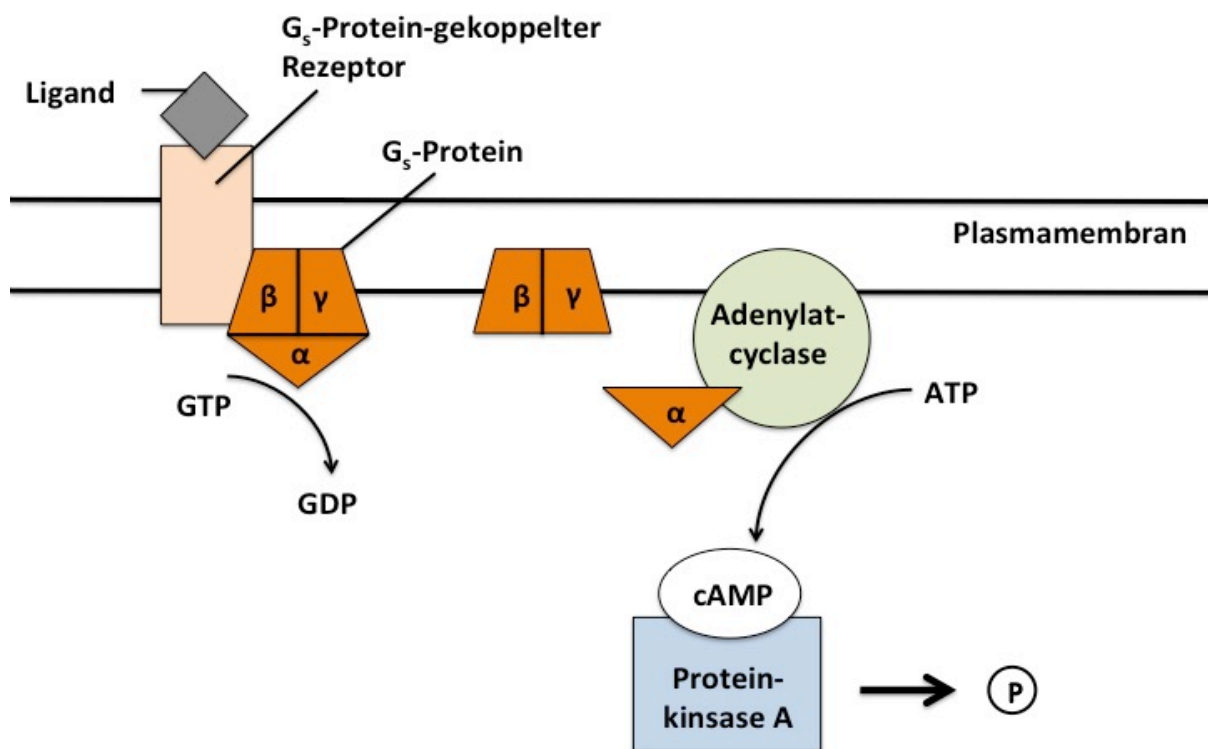 Gs-Protein-gekoppelter
Rezeptor
Ligand
Gs-Protein
Plasmamembran
β γ
α
β γ
Adenylat-
cyclase
α
GTP
GDP
ATP
cAMP
Protein-
kinsase A
P